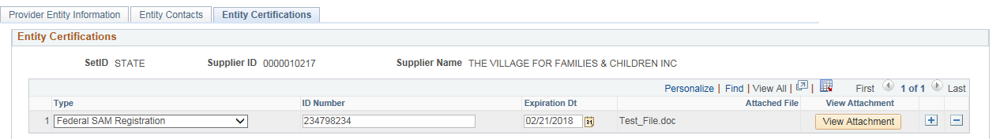 Provider Entity Information Entity Contacts Entity Certifications
Entity Certifications
SetID STATE Supplier ID 0000010217 Supplier Name THE VILLAGE FOR FAMILIES & CHILDREN INC
Personalize | Find | View All | | First 1 of 1 Last
Type ID Number Expiration Dt Attached File View Attachment
1 Federal SAM Registration 234798234 02/21/2018 31 Test_File.doc View Attachment + −